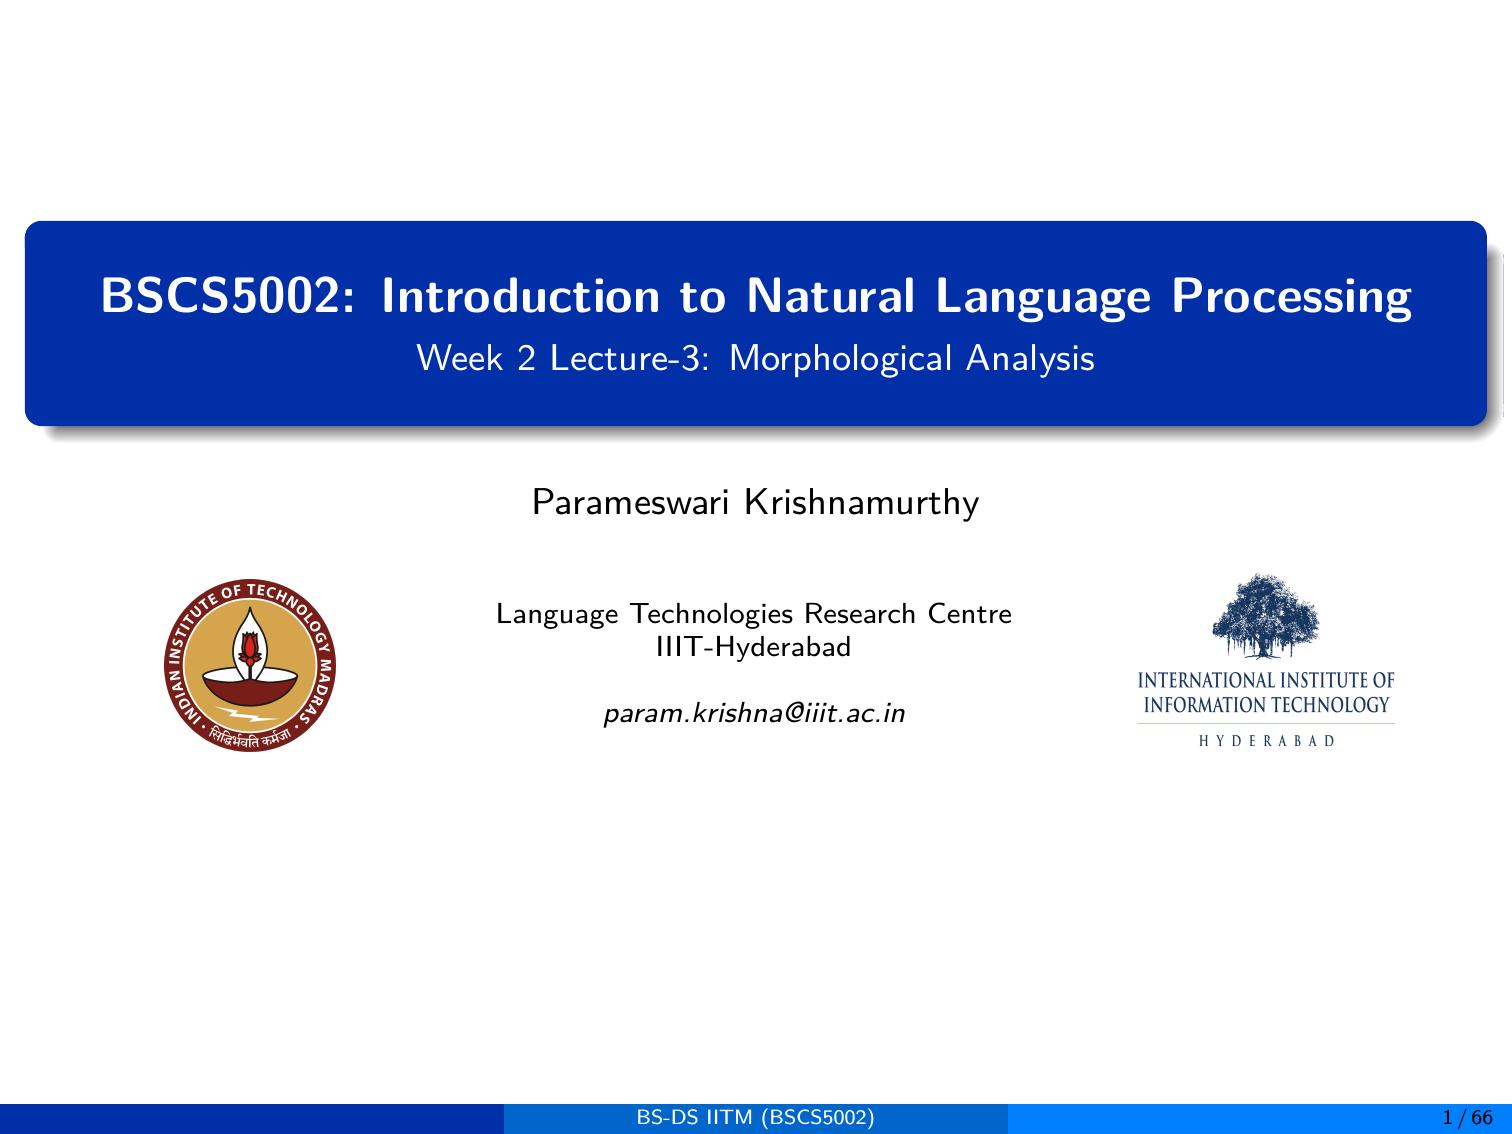 BSCS5002: Introduction to Natural Language Processing
Week 2 Lecture-3: Morphological Analysis
Parameswari Krishnamurthy
INDIAN INSTITUTE OF TECHNOLOGY MADRAS
सिद्धिर्भवति कर्मजा
Language Technologies Research Centre
IIIT-Hyderabad
param.krishna@iiit.ac.in
INTERNATIONAL INSTITUTE OF
INFORMATION TECHNOLOGY
HYDERABAD
BS-DS IITM (BSCS5002)
1 / 66